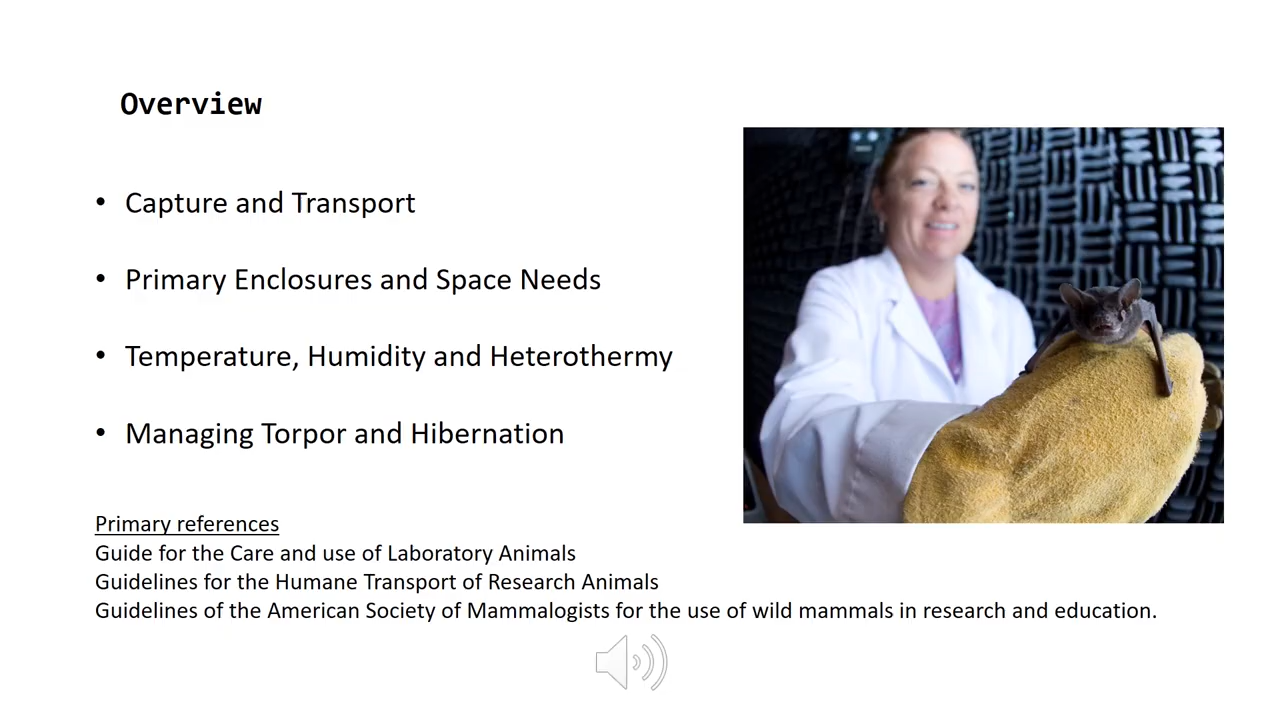 Overview
• Capture and Transport
• Primary Enclosures and Space Needs
• Temperature, Humidity and Heterothermy
• Managing Torpor and Hibernation
Primary references
Guide for the Care and use of Laboratory Animals
Guidelines for the Humane Transport of Research Animals
Guidelines of the American Society of Mammalogists for the use of wild mammals in research and education.